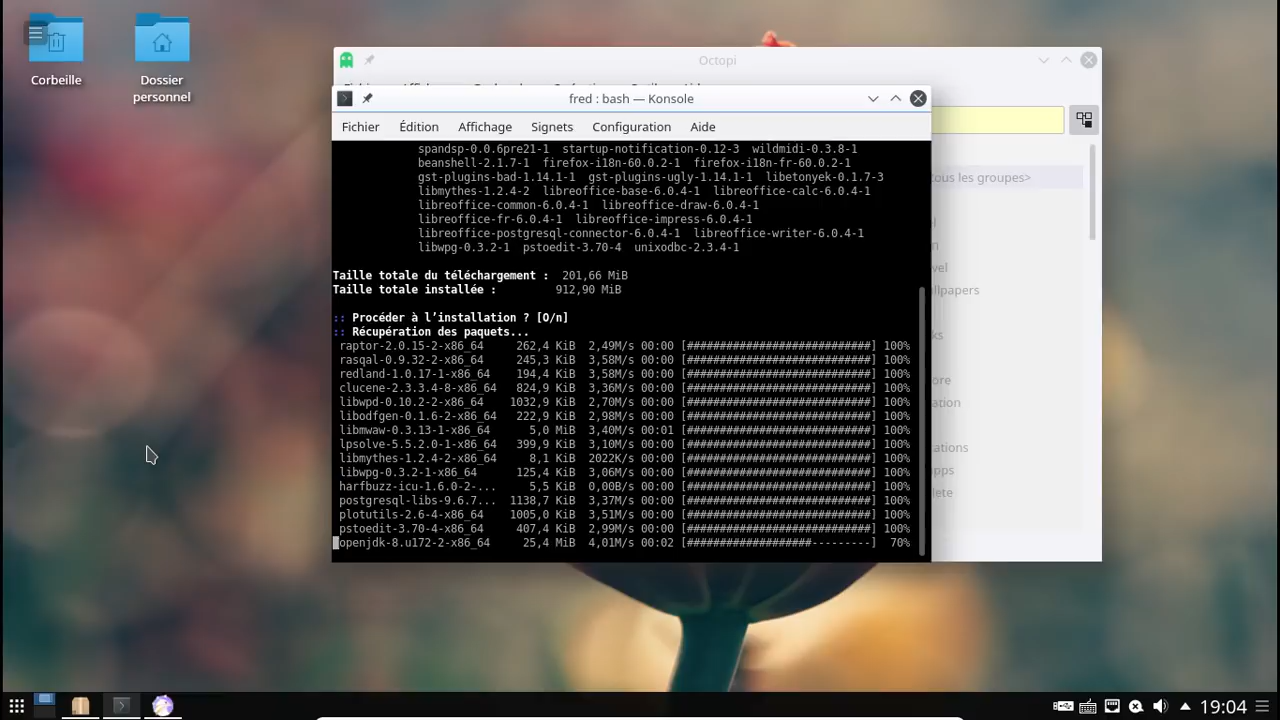 Corbeille
Dossier
personnel
Octopi
fred : bash — Konsole
Fichier Édition Affichage Signets Configuration Aide
spandsp-0.0.6pre21-1 startup-notification-0.12-3 wildmidi-0.3.8-1
beanshell-2.1.7-1 firefox-i18n-60.0.2-1 firefox-i18n-fr-60.0.2-1
gst-plugins-bad-1.14.1-1 gst-plugins-ugly-1.14.1-1 libetonyek-0.1.7-3
libmythes-1.2.4-2 libreoffice-base-6.0.4-1 libreoffice-calc-6.0.4-1
libreoffice-common-6.0.4-1 libreoffice-draw-6.0.4-1
libreoffice-fr-6.0.4-1 libreoffice-impress-6.0.4-1
libreoffice-postgresql-connector-6.0.4-1 libreoffice-writer-6.0.4-1
libwpg-0.3.2-1 pstoedit-3.70-4 unixodbc-2.3.4-1
Taille totale du téléchargement : 201,66 MiB
Taille totale installée : 912,90 MiB
:: Procéder à l’installation ? [O/n]
:: Récupération des paquets...
raptor-2.0.15-2-x86_64 262,4 KiB 2,49M/s 00:00 [############################] 100%
rasqal-0.9.32-2-x86_64 245,3 KiB 3,58M/s 00:00 [############################] 100%
redland-1.0.17-1-x86_64 194,4 KiB 3,58M/s 00:00 [############################] 100%
clucene-2.3.3.4-8-x86_64 824,9 KiB 3,36M/s 00:00 [############################] 100%
libwpd-0.10.2-2-x86_64 1032,9 KiB 2,70M/s 00:00 [############################] 100%
libodfgen-0.1.6-2-x86_64 222,9 KiB 2,98M/s 00:00 [############################] 100%
libmwaw-0.3.13-1-x86_64 5,0 MiB 3,40M/s 00:01 [############################] 100%
lpsolve-5.5.2.0-1-x86_64 399,9 KiB 3,10M/s 00:00 [############################] 100%
libmythes-1.2.4-2-x86_64 8,1 KiB 2022K/s 00:00 [############################] 100%
libwpg-0.3.2-1-x86_64 125,4 KiB 3,06M/s 00:00 [############################] 100%
harfbuzz-icu-1.6.0-2-... 5,5 KiB 0,00B/s 00:00 [############################] 100%
postgresql-libs-9.6.7... 1138,7 KiB 3,37M/s 00:00 [############################] 100%
plotutils-2.6-4-x86_64 1005,0 KiB 3,51M/s 00:00 [############################] 100%
pstoedit-3.70-4-x86_64 407,4 KiB 2,99M/s 00:00 [############################] 100%
openjdk-8.u172-2-x86_64 25,4 MiB 4,01M/s 00:02 [###################---------] 70%
ous les groupes>
19:04